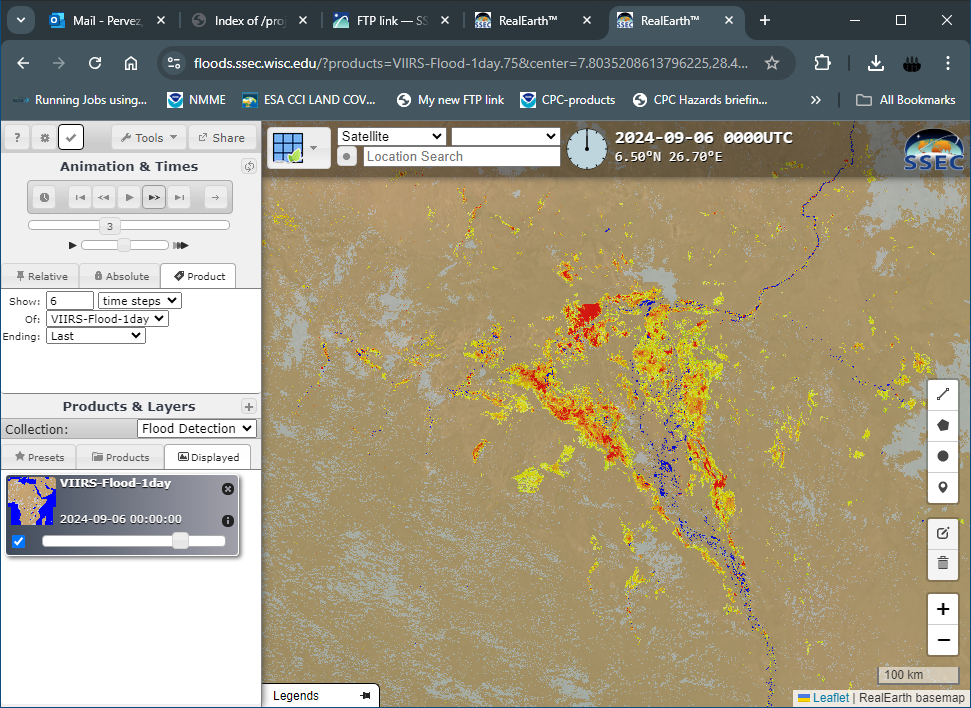 Mail - Pervez,
Index of /proj
FTP link — SS
RealEarth™
RealEarth™
floods.ssec.wisc.edu/?products=VIIRS-Flood-1day.75&center=7.8035208613796225,28.4...
Running Jobs using...
NMME
ESA CCI LAND COV...
My new FTP link
CPC-products
CPC Hazards briefin...
»
All Bookmarks
?
Tools
Share
Satellite
Location Search
2024-09-06 0000UTC
6.50°N 26.70°E
SSEC
Animation & Times
3
Relative
Absolute
Product
Show: 6 time steps
Of: VIIRS-Flood-1day
Ending: Last
Products & Layers
Collection: Flood Detection
Presets
Products
Displayed
VIIRS-Flood-1day
2024-09-06 00:00:00
+
−
100 km
Legends
Leaflet | RealEarth basemap